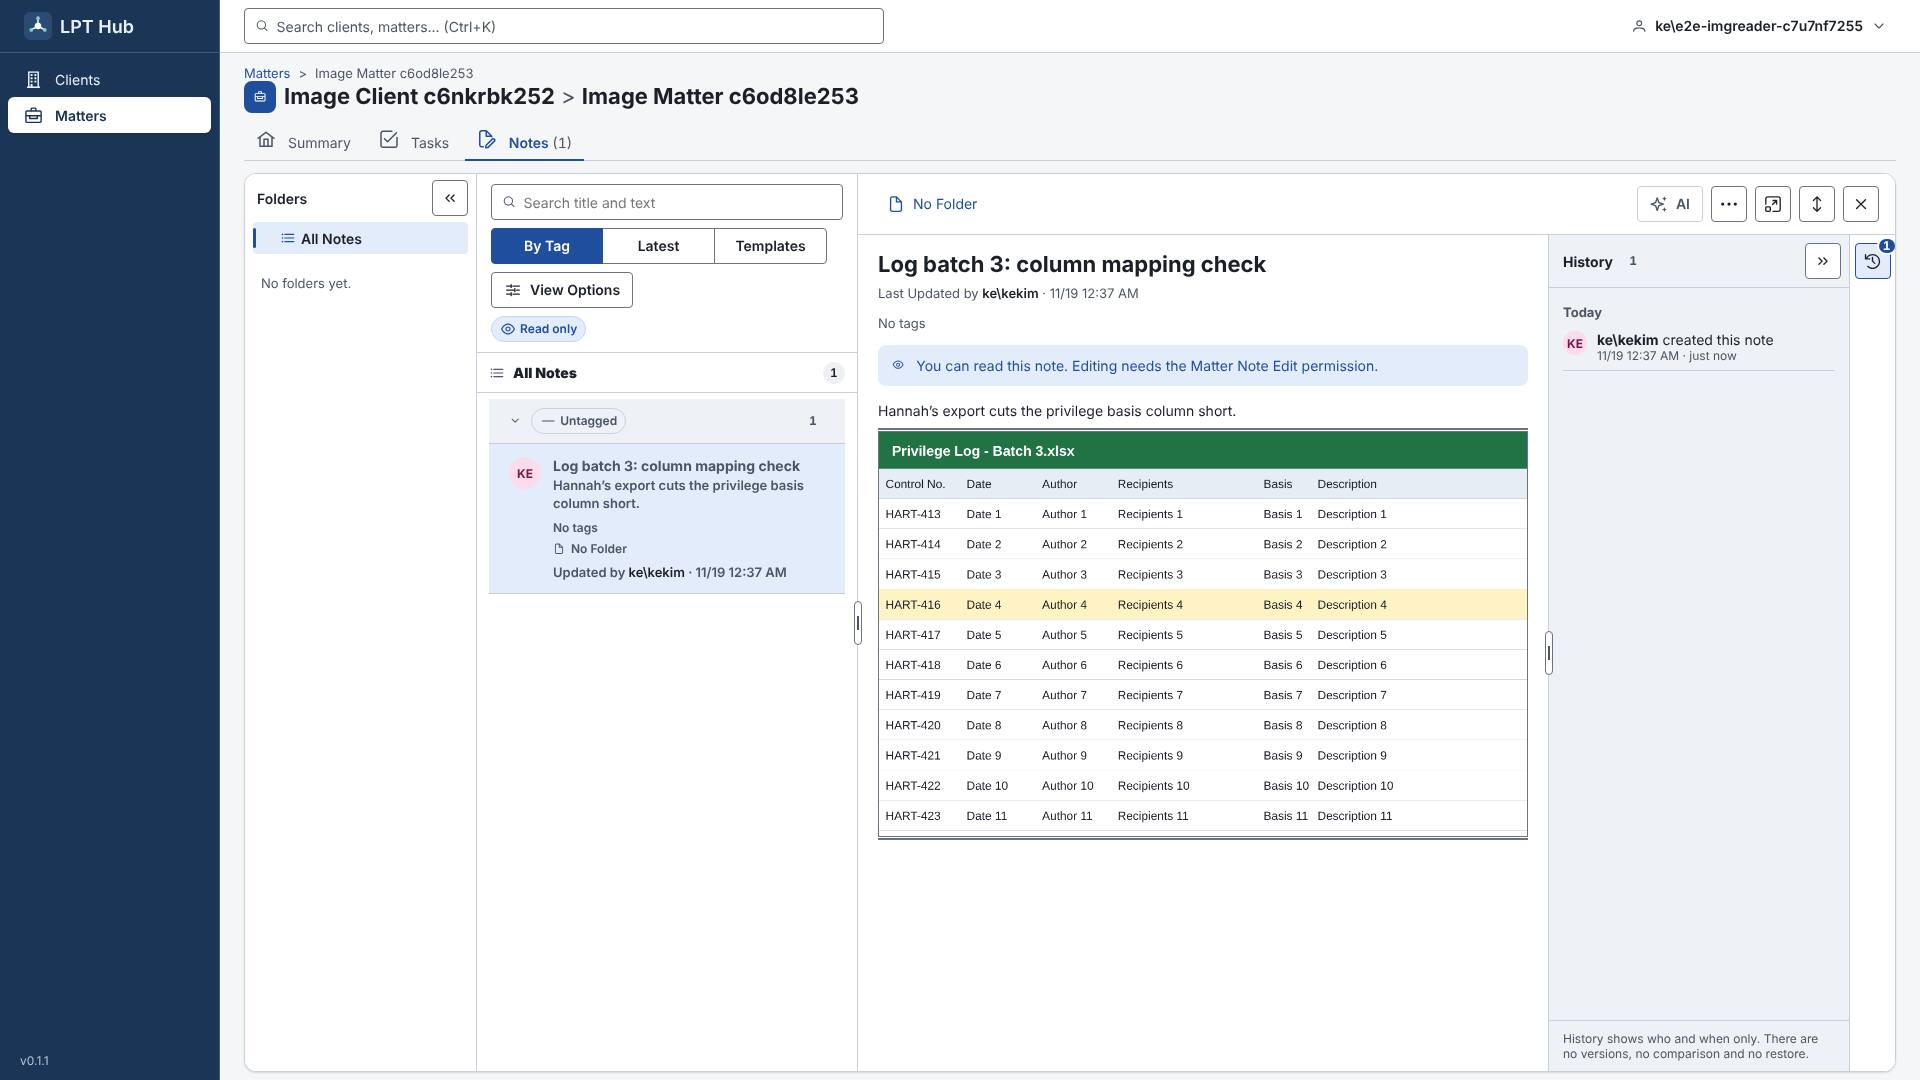 LPT Hub
Search clients, matters... (Ctrl+K)
ke\e2e-imgreader-c7u7nf7255
Clients
Matters
v0.1.1
Matters > Image Matter c6od8le253
Image Client c6nkrbk252 > Image Matter c6od8le253
Summary
Tasks
Notes (1)
Folders
All Notes
No folders yet.
Search title and text
By Tag
Latest
Templates
View Options
Read only
All Notes 1
— Untagged 1
KE
Log batch 3: column mapping check
Hannah’s export cuts the privilege basis
column short.
No tags
No Folder
Updated by ke\kekim · 11/19 12:37 AM
No Folder
AI
Log batch 3: column mapping check
Last Updated by ke\kekim · 11/19 12:37 AM
No tags
You can read this note. Editing needs the Matter Note Edit permission.
Hannah’s export cuts the privilege basis column short.
Privilege Log - Batch 3.xlsx
Control No. Date Author Recipients Basis Description
HART-413 Date 1 Author 1 Recipients 1 Basis 1 Description 1
HART-414 Date 2 Author 2 Recipients 2 Basis 2 Description 2
HART-415 Date 3 Author 3 Recipients 3 Basis 3 Description 3
HART-416 Date 4 Author 4 Recipients 4 Basis 4 Description 4
HART-417 Date 5 Author 5 Recipients 5 Basis 5 Description 5
HART-418 Date 6 Author 6 Recipients 6 Basis 6 Description 6
HART-419 Date 7 Author 7 Recipients 7 Basis 7 Description 7
HART-420 Date 8 Author 8 Recipients 8 Basis 8 Description 8
HART-421 Date 9 Author 9 Recipients 9 Basis 9 Description 9
HART-422 Date 10 Author 10 Recipients 10 Basis 10 Description 10
HART-423 Date 11 Author 11 Recipients 11 Basis 11 Description 11
History 1
1
Today
KE
ke\kekim created this note
11/19 12:37 AM · just now
History shows who and when only. There are
no versions, no comparison and no restore.